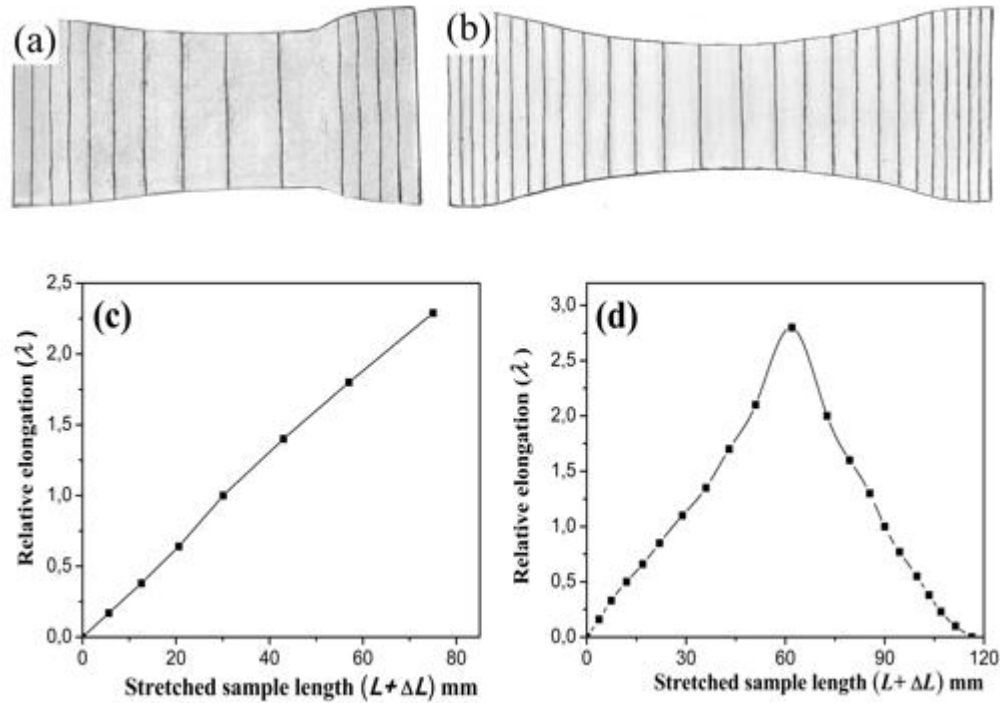 (a)
(b)
(c)
2,5
2,0
1,5
1,0
0,5
0,0
0
20
40
60
80
Relative elongation (λ)
Stretched sample length (L + ΔL) mm
(d)
3,0
2,5
2,0
1,5
1,0
0,5
0,0
0
30
60
90
120
Relative elongation (λ)
Stretched sample length (L+ ΔL) mm